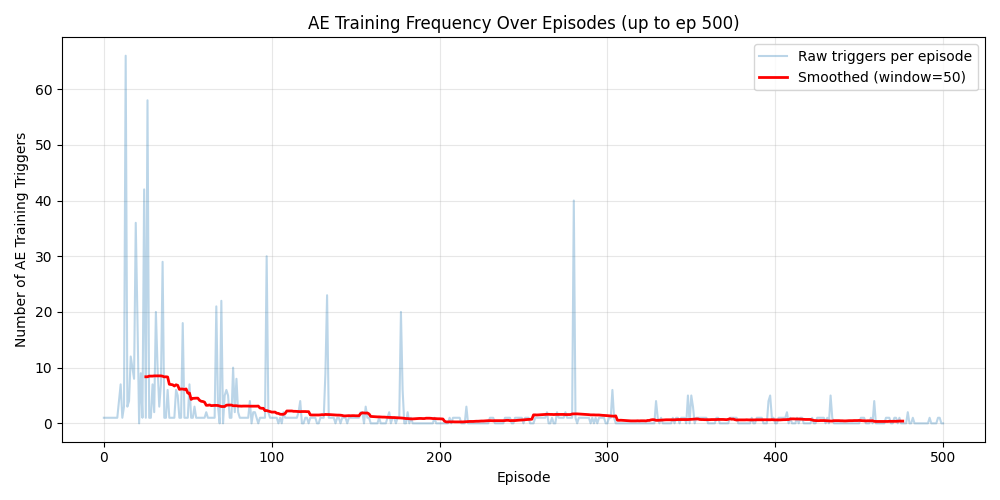 AE Training Frequency Over Episodes (up to ep 500)
Raw triggers per episode
Smoothed (window=50)
Number of AE Training Triggers
60
50
40
30
20
10
0
0 100 200 300 400 500
Episode